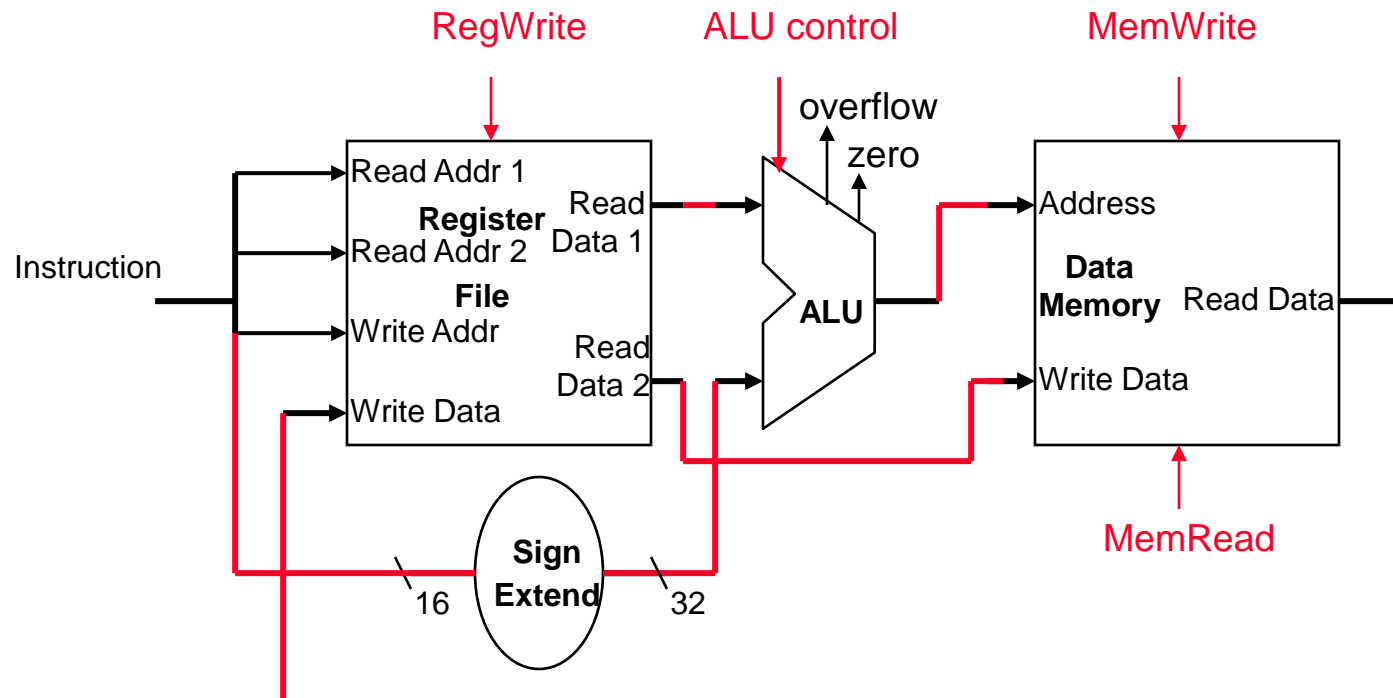 RegWrite
ALU control
MemWrite
overflow
zero
Read Addr 1
Register
Read
Data 1
Read Addr 2
File
Write Addr
Read
Data 2
Write Data
Instruction
ALU
Address
Data
Memory
Read Data
Write Data
Sign
Extend
16
32
MemRead